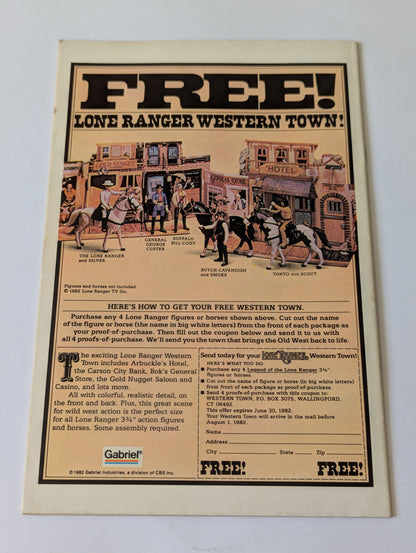 FREE!
LONE RANGER WESTERN TOWN!
GOLD NUGGET
GENERAL STORE
HOTEL
THE LONE RANGER
and SILVER
GENERAL
GEORGE
CUSTER
BUFFALO
BILL CODY
BUTCH CAVENDISH
and SMOKE
TONTO and SCOUT
Figures and horses not included.
© 1982 Lone Ranger TV Inc.
HERE'S HOW TO GET YOUR FREE WESTERN TOWN.
Purchase any 4 Lone Ranger figures or horses shown above. Cut out the name
of the figure or horse (the name in big white letters) from the front of each package as
your proof-of-purchase. Then fill out the coupon below and send it to us with
all 4 proofs-of-purchase. We'll send you this town that brings the Old West back to life.
The exciting Lone Ranger Western
Town includes Arbuckle's Hotel,
the Carson City Bank, Bok's General
Store, the Gold Nugget Saloon and
Casino, and lots more.
All with colorful, realistic detail, on
the front and back. Plus, this great scene
for wild west action is the perfect size
for all Lone Ranger 3¾" action figures
and horses. Some assembly required.
Gabriel®
© 1982 Gabriel Industries, a division of CBS Inc.
Send today for your LONE RANGER Western Town!
HERE'S WHAT YOU DO:
Purchase any 4 Legend of the Lone Ranger 3¾"
figures or horses.
Cut out the name of the figure or horse (in big white letters)
from front of each package as proof-of-purchase.
Send 4 proofs-of-purchase with this coupon to:
WESTERN TOWN, P.O. BOX 3075, WALLINGFORD,
CT 06492.
This offer expires June 30, 1982.
Your Western Town will arrive in the mail before
August 1, 1982.
Name
Address
City State Zip
FREE! FREE!